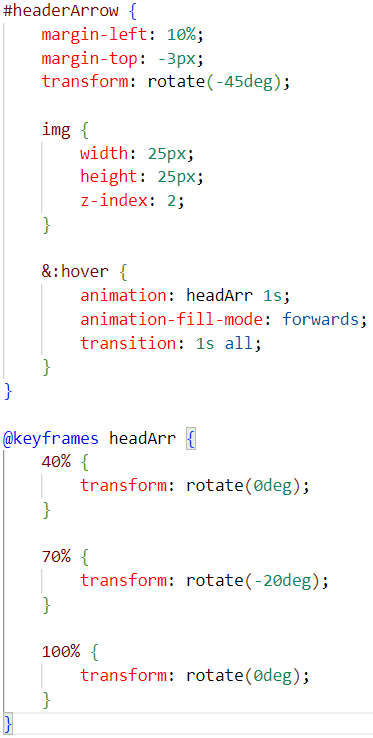 #headerArrow {
    margin-left: 10%;
    margin-top: -3px;
    transform: rotate(-45deg);

    img {
        width: 25px;
        height: 25px;
        z-index: 2;
    }

    &:hover {
        animation: headArr 1s;
        animation-fill-mode: forwards;
        transition: 1s all;
    }
}

@keyframes headArr {
    40% {
        transform: rotate(0deg);
    }

    70% {
        transform: rotate(-20deg);
    }

    100% {
        transform: rotate(0deg);
    }
}